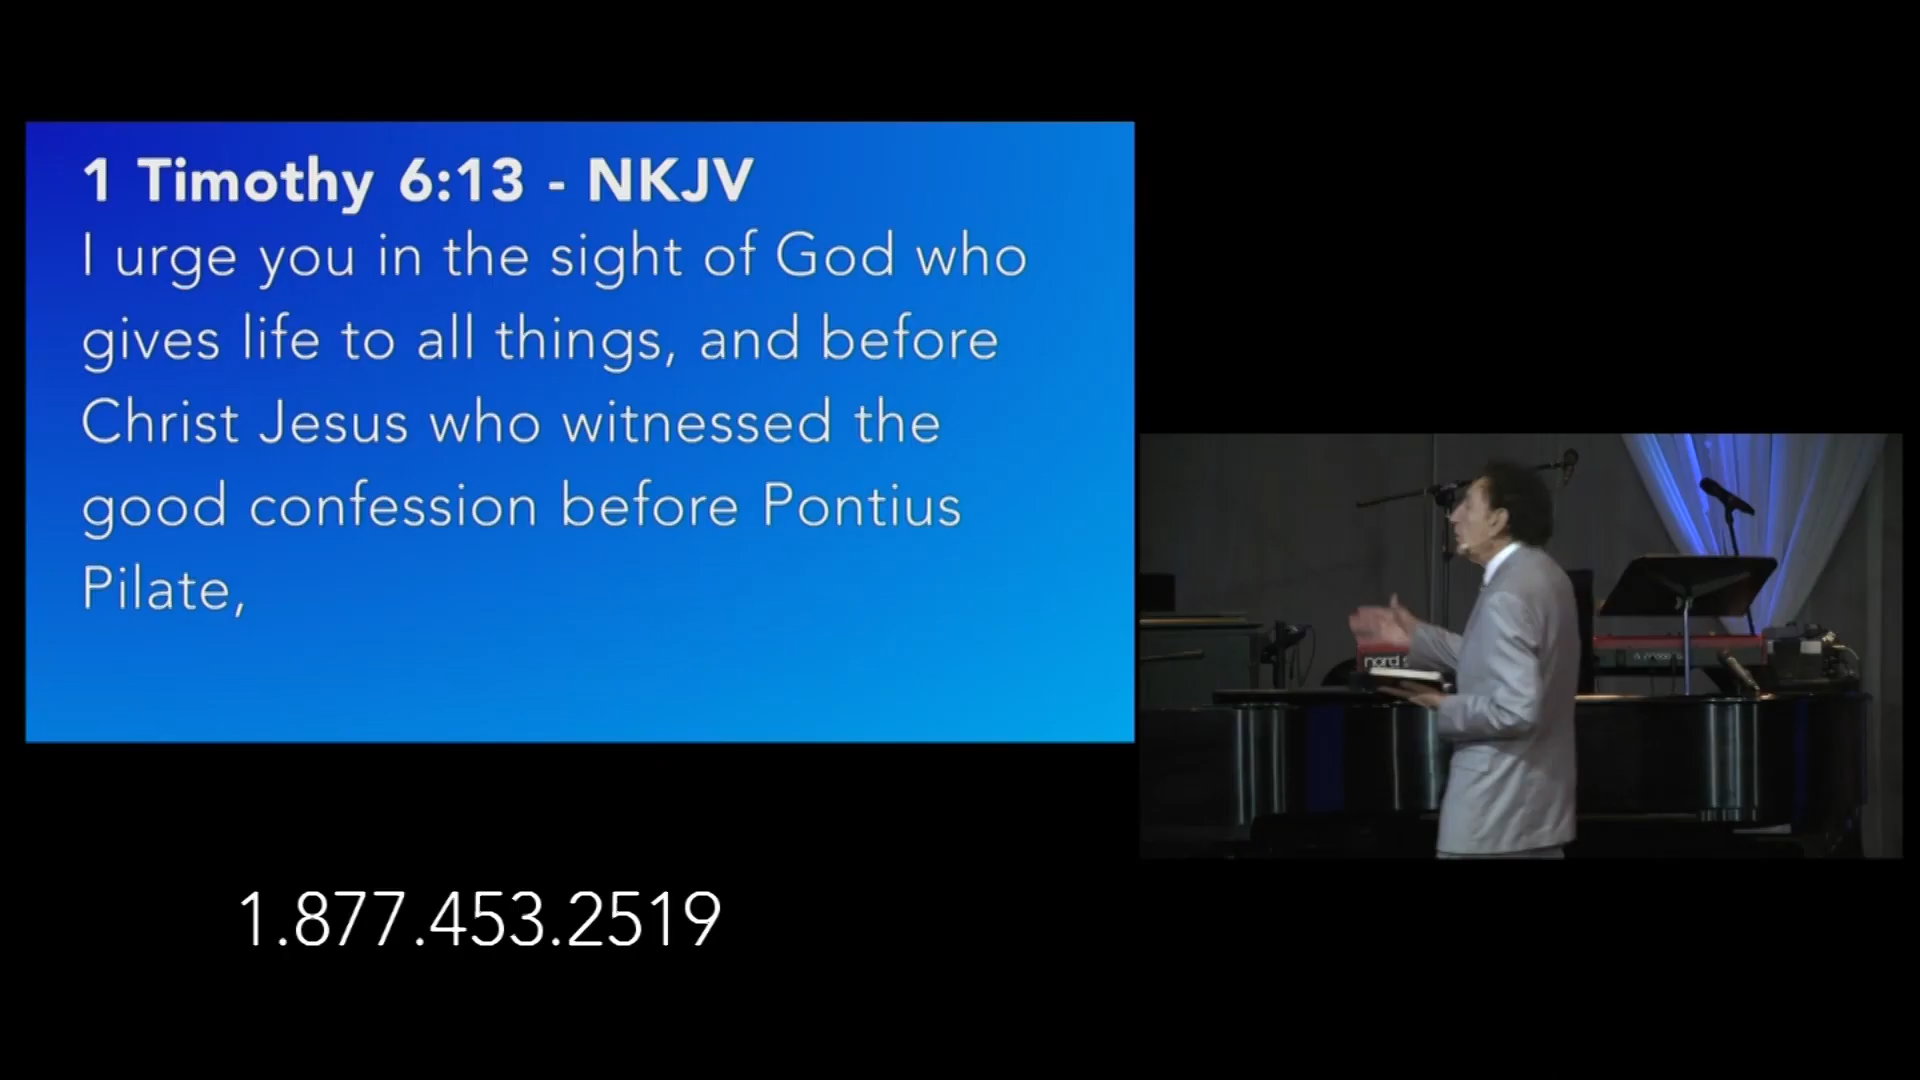 1 Timothy 6:13 - NKJV
I urge you in the sight of God who
gives life to all things, and before
Christ Jesus who witnessed the
good confession before Pontius
Pilate,
nord
1.877.453.2519